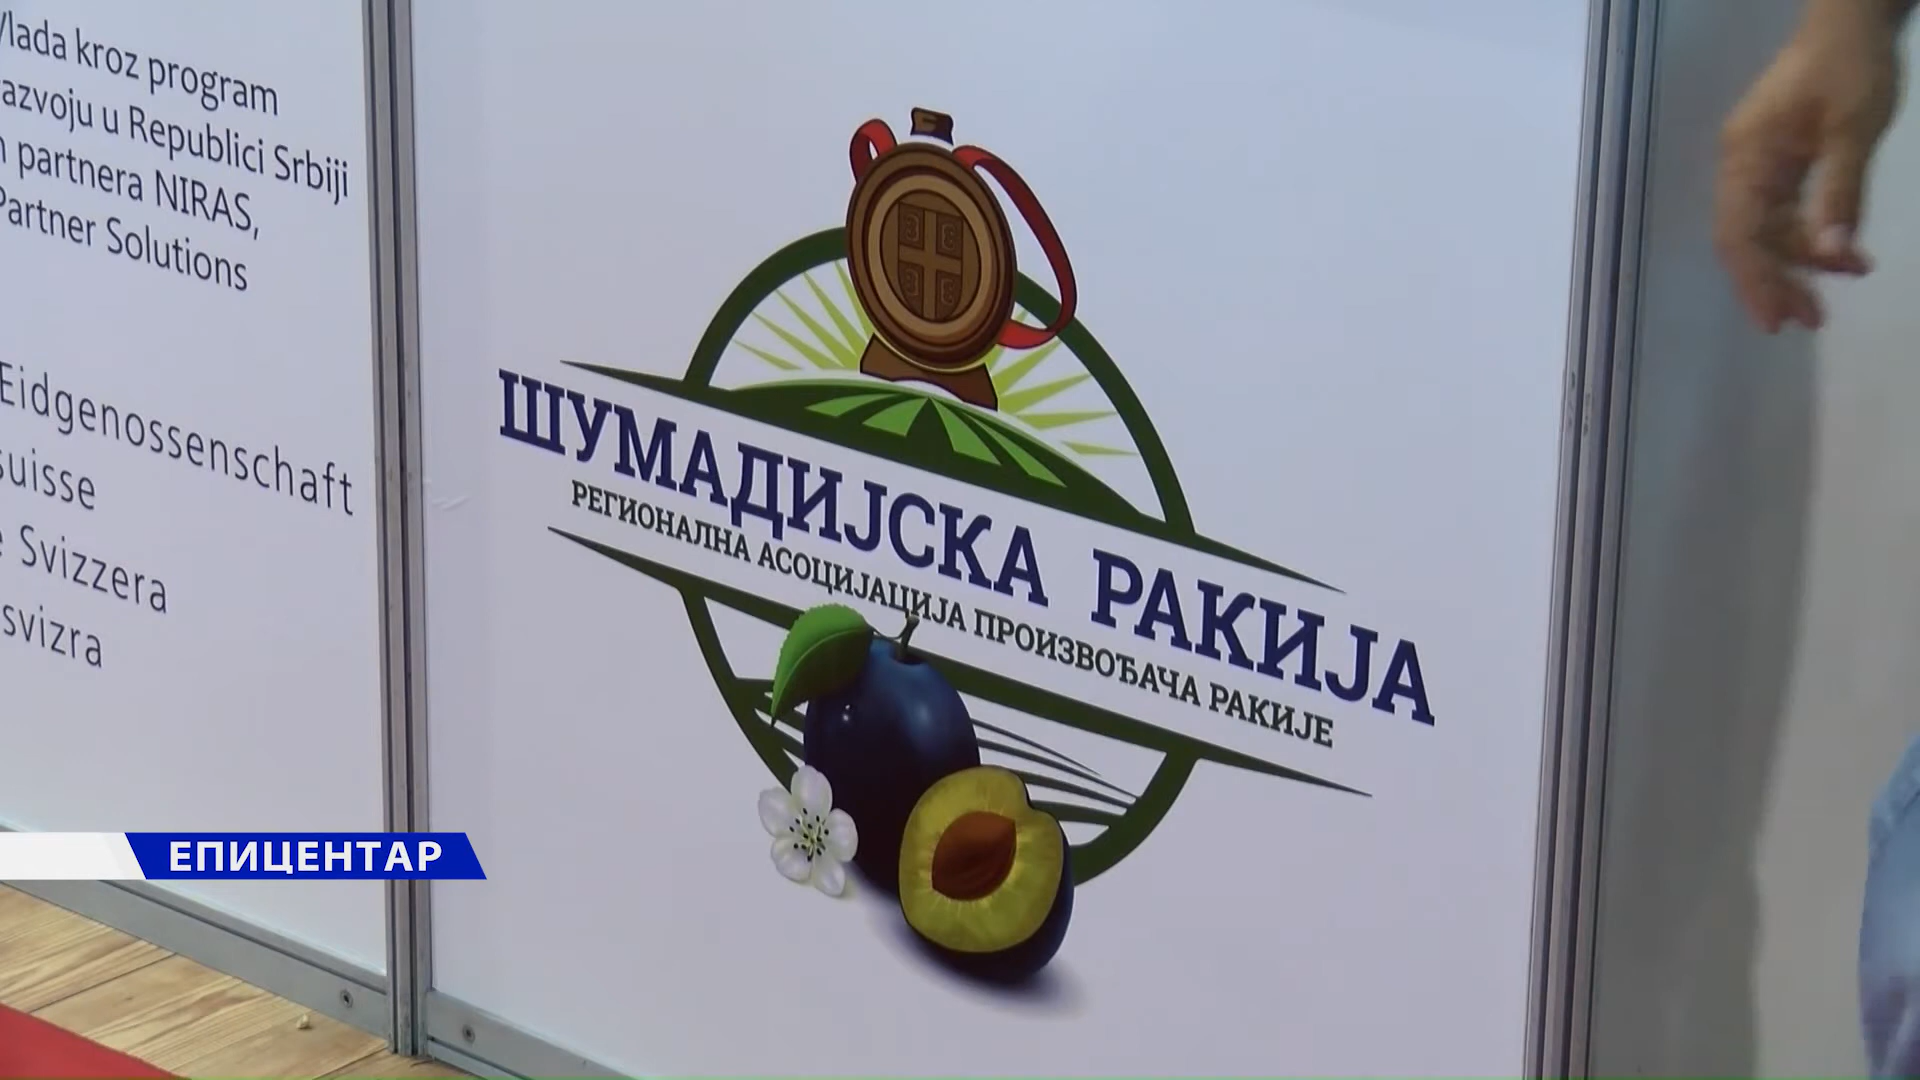 Vlada kroz program
razvoju u Republici Srbiji
partnera NIRAS,
Partner Solutions
Eidgenossenschaft
suisse
Svizzera
svizra
ШУМАДИЈСКА РАКИЈА
РЕГИОНАЛНА АСОЦИЈАЦИЈА ПРОИЗВОЂАЧА РАКИЈЕ
ЕПИЦЕНТАР